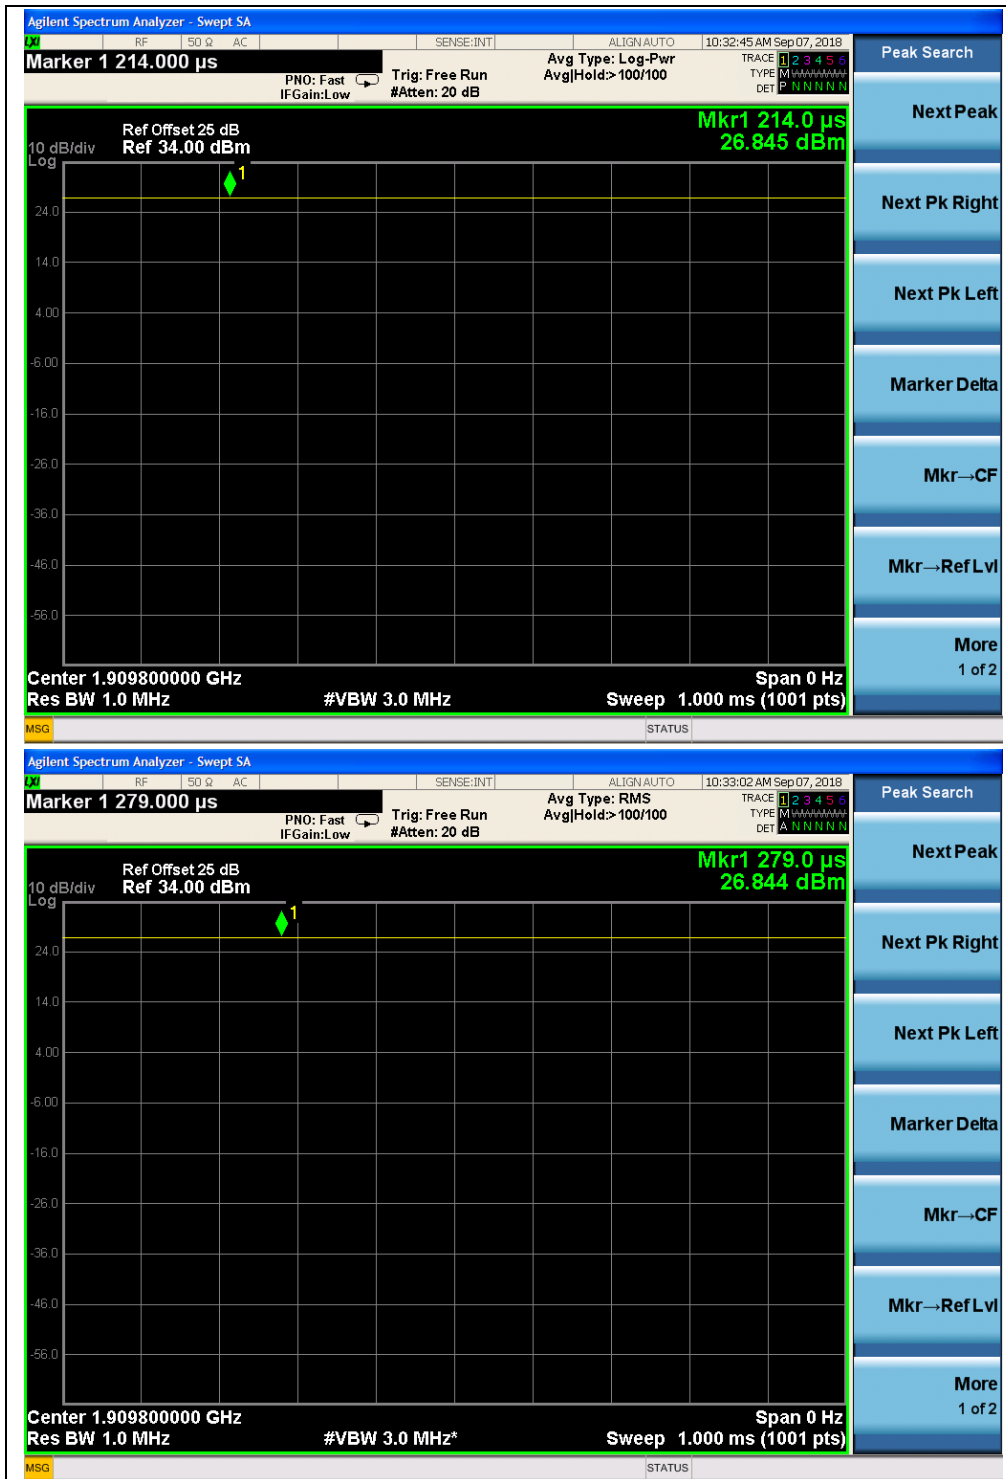 Agilent Spectrum Analyzer - Swept SA
LXI RF 50 Ω AC SENSE:INT ALIGN AUTO 10:32:45 AM Sep 07, 2018
Marker 1 214.000 µs
PNO: Fast
IFGain:Low
Trig: Free Run
#Atten: 20 dB
Avg Type: Log-Pwr
Avg|Hold:>100/100
TRACE 1 2 3 4 5 6
TYPE M
DET P N N N N N
Peak Search
Mkr1 214.0 µs
26.845 dBm
Ref Offset 25 dB
10 dB/div Ref 34.00 dBm
Log
1
24.0
14.0
4.00
-6.00
-16.0
-26.0
-36.0
-46.0
-56.0
Center 1.909800000 GHz Span 0 Hz
Res BW 1.0 MHz #VBW 3.0 MHz Sweep 1.000 ms (1001 pts)
Next Peak
Next Pk Right
Next Pk Left
Marker Delta
Mkr→CF
Mkr→Ref Lvl
More
1 of 2
MSG STATUS
Agilent Spectrum Analyzer - Swept SA
LXI RF 50 Ω AC SENSE:INT ALIGN AUTO 10:33:02 AM Sep 07, 2018
Marker 1 279.000 µs
PNO: Fast
IFGain:Low
Trig: Free Run
#Atten: 20 dB
Avg Type: RMS
Avg|Hold:>100/100
TRACE 1 2 3 4 5 6
TYPE M
DET A N N N N N
Peak Search
Mkr1 279.0 µs
26.844 dBm
Ref Offset 25 dB
10 dB/div Ref 34.00 dBm
Log
1
24.0
14.0
4.00
-6.00
-16.0
-26.0
-36.0
-46.0
-56.0
Center 1.909800000 GHz Span 0 Hz
Res BW 1.0 MHz #VBW 3.0 MHz* Sweep 1.000 ms (1001 pts)
Next Peak
Next Pk Right
Next Pk Left
Marker Delta
Mkr→CF
Mkr→Ref Lvl
More
1 of 2
MSG STATUS